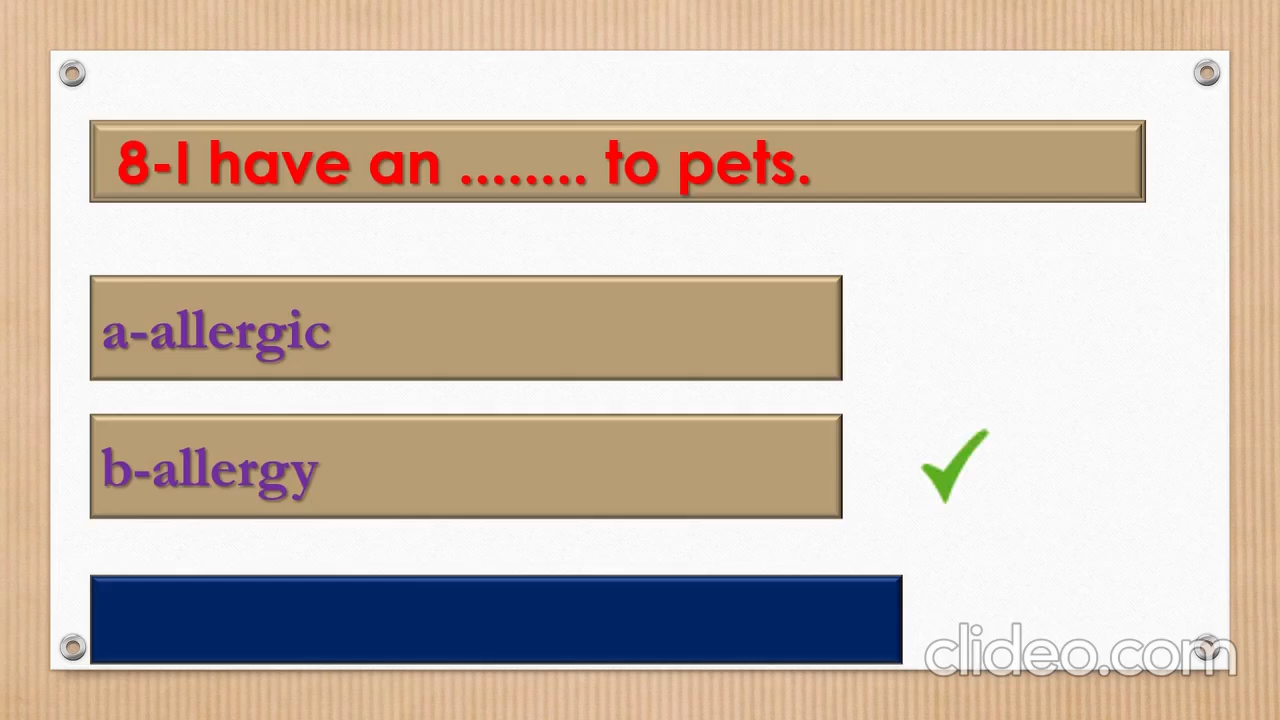 8-I have an ........ to pets.
a-allergic
b-allergy
clideo.com